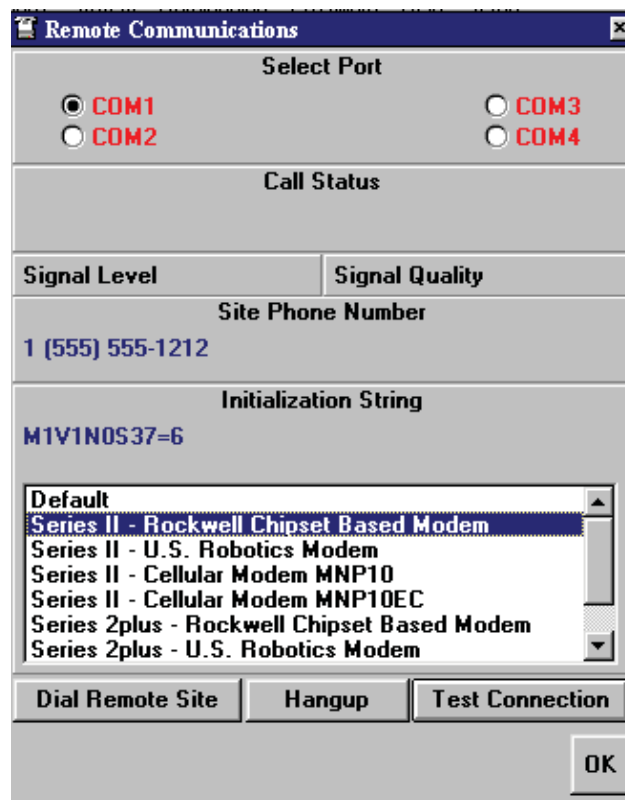 Remote Communications
Select Port
COM1 COM3
COM2 COM4
Call Status
Signal Level Signal Quality
Site Phone Number
1 (555) 555-1212
Initialization String
M1V1N0S37=6
Default
Series II - Rockwell Chipset Based Modem
Series II - U.S. Robotics Modem
Series II - Cellular Modem MNP10
Series II - Cellular Modem MNP10EC
Series 2plus - Rockwell Chipset Based Modem
Series 2plus - U.S. Robotics Modem
Dial Remote Site Hangup Test Connection
OK